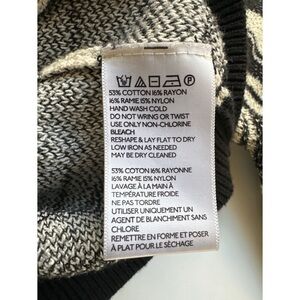 53% COTTON 16% RAYON
16% RAMIE 15% NYLON
HAND WASH COLD
DO NOT WRING OR TWIST
USE ONLY NON-CHLORINE
BLEACH
RESHAPE & LAY FLAT TO DRY
LOW IRON AS NEEDED
MAY BE DRY CLEANED
53% COTTON 16% RAYONNE
16% RAMIE 15% NYLON
LAVAGE À LA MAIN À
TEMPÉRATURE FROIDE
NE PAS TORDRE
UTILISER UNIQUEMENT UN
AGENT DE BLANCHIMENT SANS
CHLORE
REMETTRE EN FORME ET POSER
À PLAT POUR LE SÉCHAGE